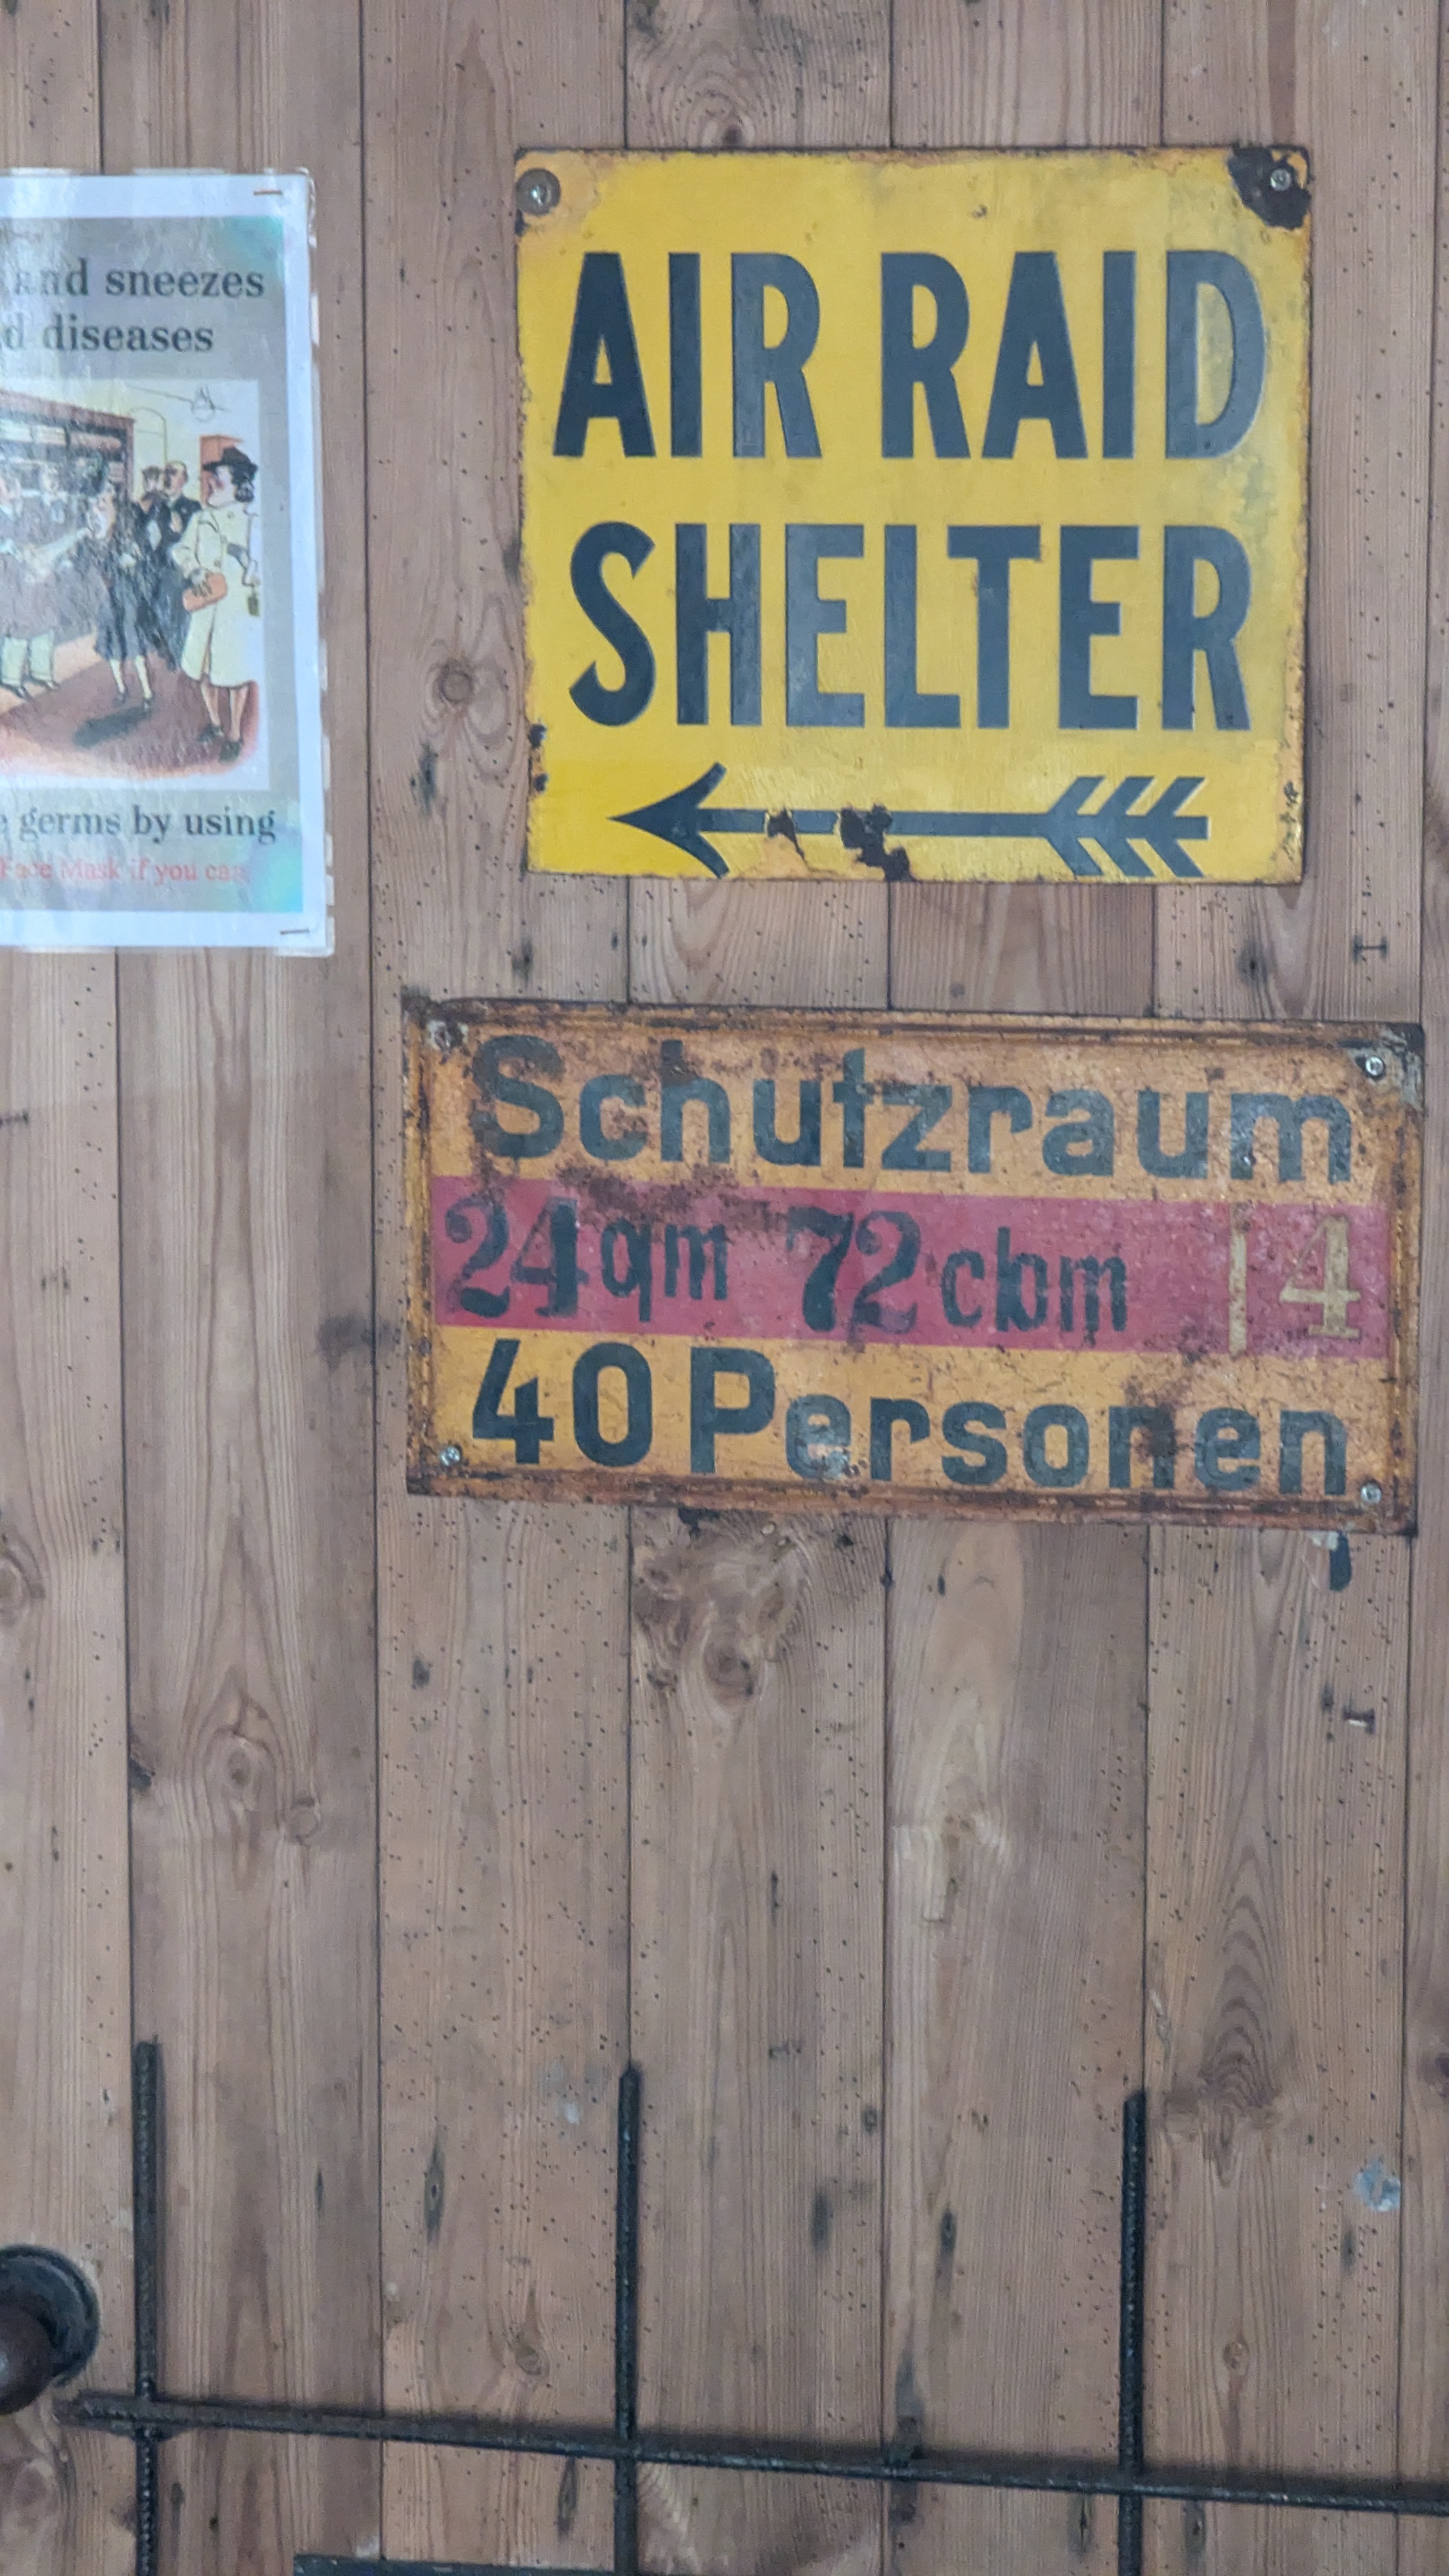 and sneezes
diseases
germs by using
Face Mask if you can
AIR RAID
SHELTER
Schutzraum
24qm 72cbm 14
40 Personen